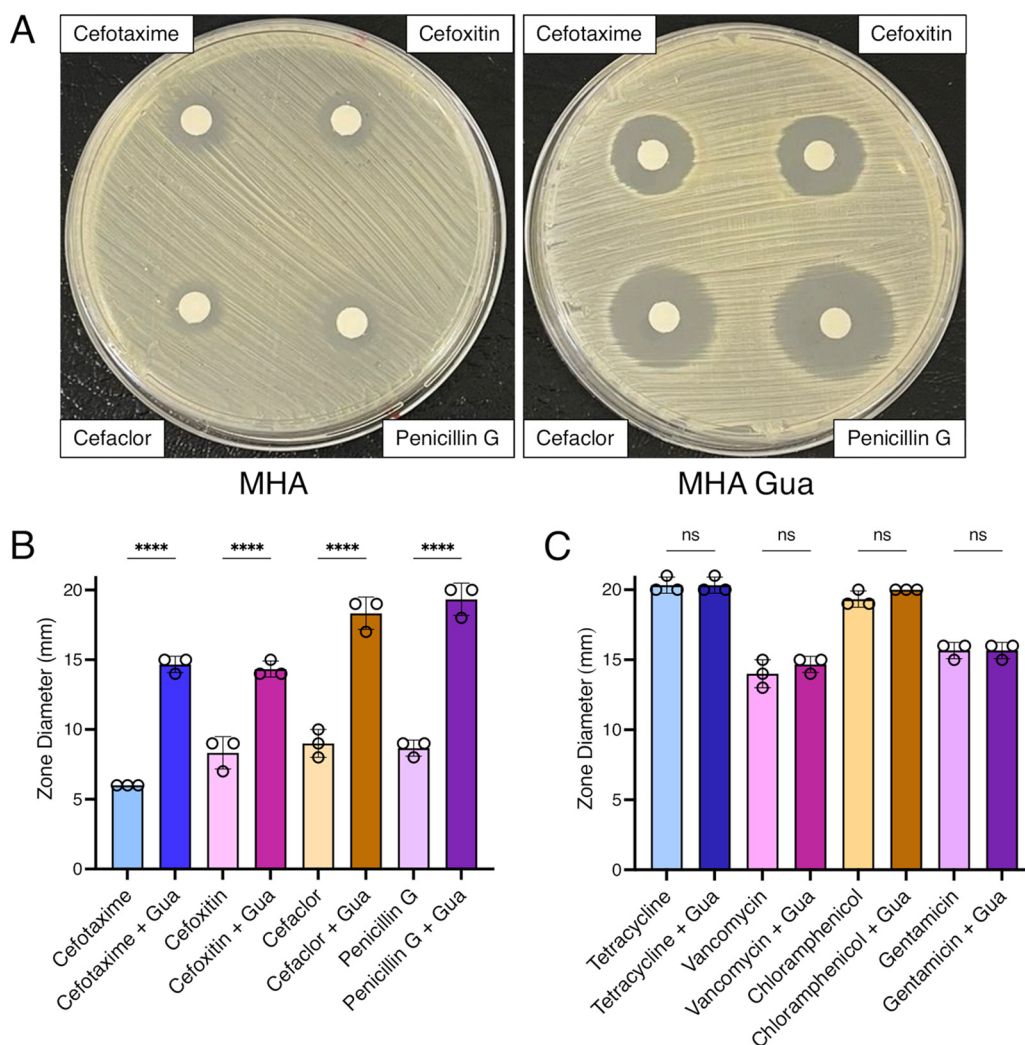 A
Cefotaxime
Cefoxitin
Cefaclor
Penicillin G
MHA
Cefotaxime
Cefoxitin
Cefaclor
Penicillin G
MHA Gua
B
**** **** **** ****
Zone Diameter (mm)
20
15
10
5
0
Cefotaxime
Cefotaxime + Gua
Cefoxitin
Cefoxitin + Gua
Cefaclor
Cefaclor + Gua
Penicillin G
Penicillin G + Gua
C
ns ns ns ns
Zone Diameter (mm)
20
15
10
5
0
Tetracycline
Tetracycline + Gua
Vancomycin
Vancomycin + Gua
Chloramphenicol
Chloramphenicol + Gua
Gentamicin
Gentamicin + Gua